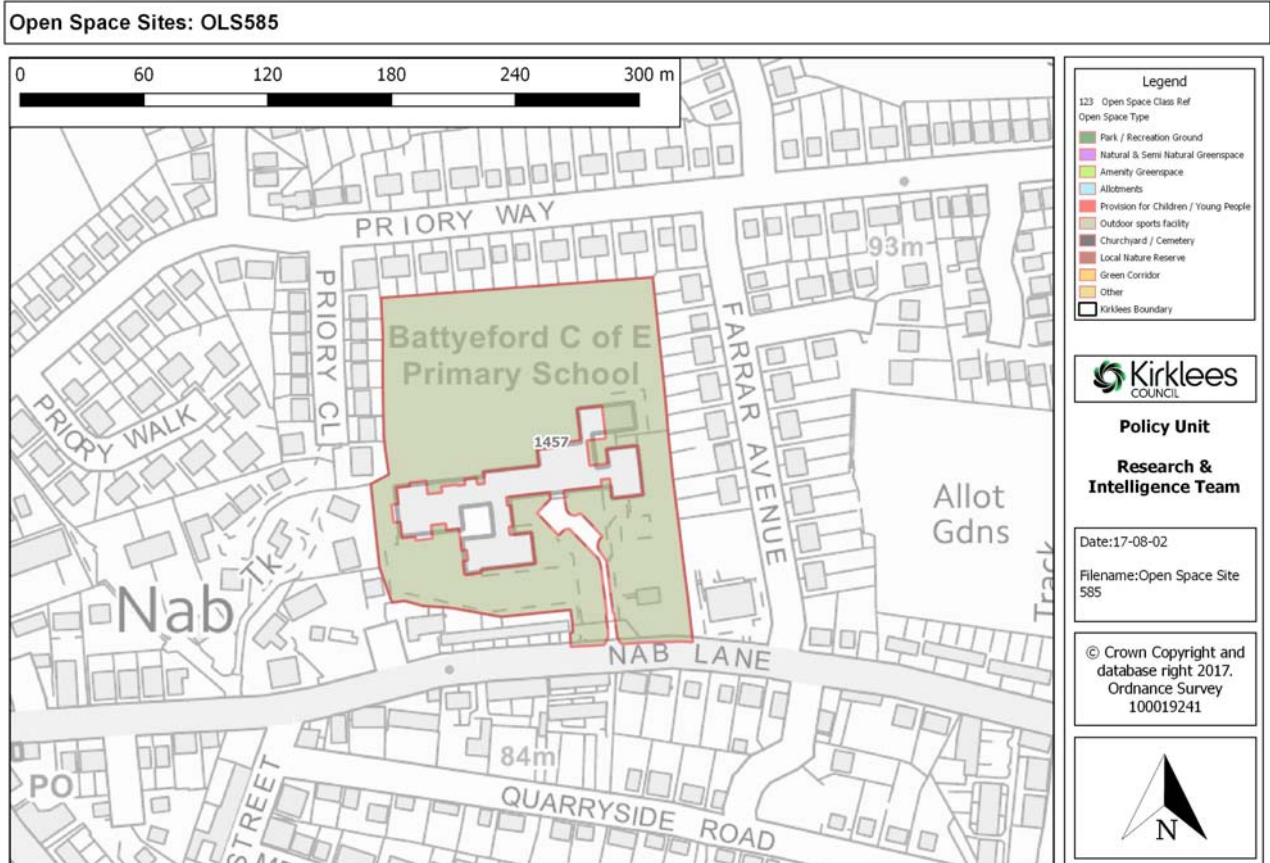 Open Space Sites: OLS585
0 60 120 180 240 300 m
PRIORY WAY
93m
PRIORY CL
Battyeford C of E
Primary School
FARRAR AVENUE
PRIORY WALK
1457
Allot
Gdns
Track
Tk
Nab
NAB LANE
84m
PO
QUARRYSIDE ROAD
STREET
Legend
123 Open Space Class Ref
Open Space Type
Park / Recreation Ground
Natural & Semi Natural Greenspace
Amenity Greenspace
Allotments
Provision for Children / Young People
Outdoor sports facility
Churchyard / Cemetery
Local Nature Reserve
Green Corridor
Other
Kirklees Boundary
Kirklees
COUNCIL
Policy Unit
Research &
Intelligence Team
Date:17-08-02
Filename:Open Space Site
585
© Crown Copyright and
database right 2017.
Ordnance Survey
100019241
N